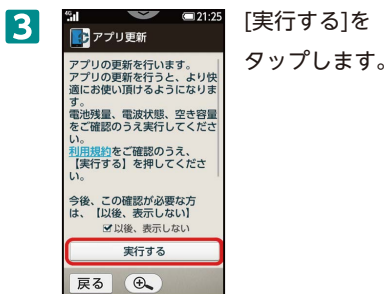 3
4G 21:25
アプリ更新
アプリの更新を行います。
アプリの更新を行うと、より快
適にお使い頂けるようになりま
す。
電池残量、電波状態、空き容量
をご確認のうえ実行してくださ
い。
利用規約をご確認のうえ、
【実行する】を押してくださ
い。
今後、この確認が必要な方
は、【以後、表示しない】
以後、表示しない
実行する
戻る
[実行する]を
タップします。